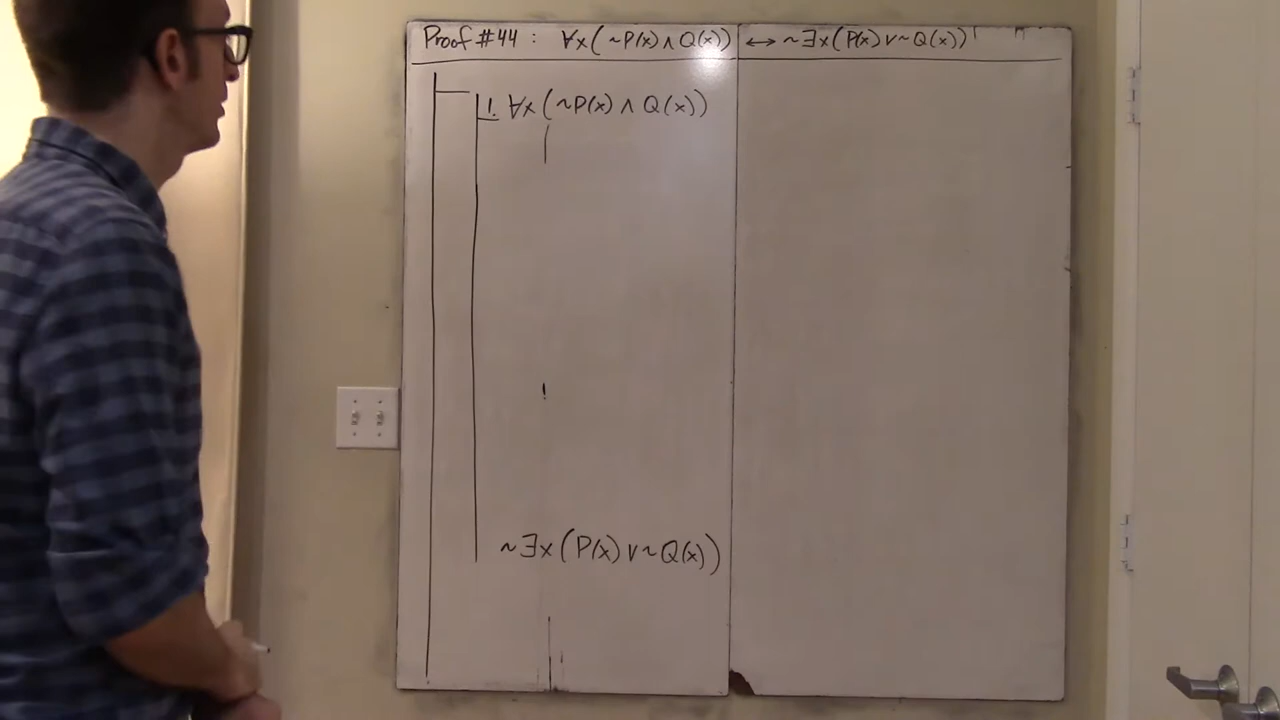 Proof #44 : ∀x(~P(x) ∧ Q(x)) ↔ ~∃x(P(x) ∨ ~Q(x))
1. ∀x(~P(x) ∧ Q(x))
~∃x(P(x) ∨ ~Q(x))